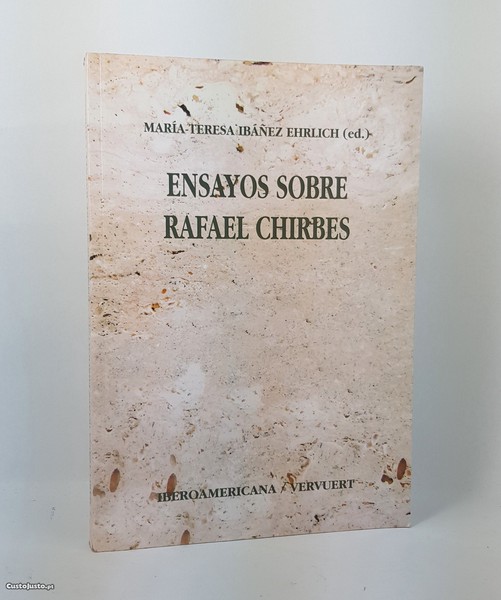 MARÍA-TERESA IBÁÑEZ EHRLICH (ed.)
ENSAYOS SOBRE
RAFAEL CHIRBES
IBEROAMERICANA / VERVUERT
CustoJusto.pt